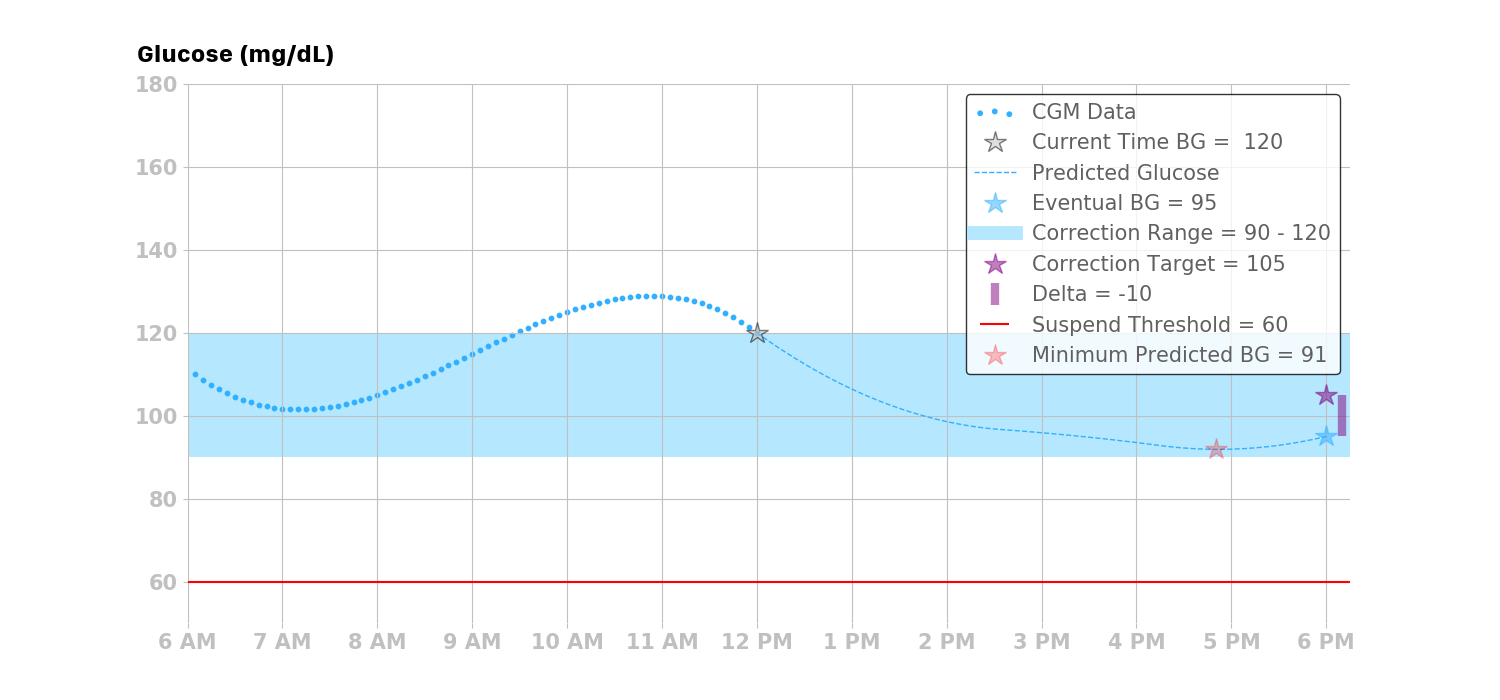 Glucose (mg/dL)
180
160
140
120
100
80
60
6 AM 7 AM 8 AM 9 AM 10 AM 11 AM 12 PM 1 PM 2 PM 3 PM 4 PM 5 PM 6 PM
CGM Data
Current Time BG =  120
Predicted Glucose
Eventual BG = 95
Correction Range = 90 - 120
Correction Target = 105
Delta = -10
Suspend Threshold = 60
Minimum Predicted BG = 91